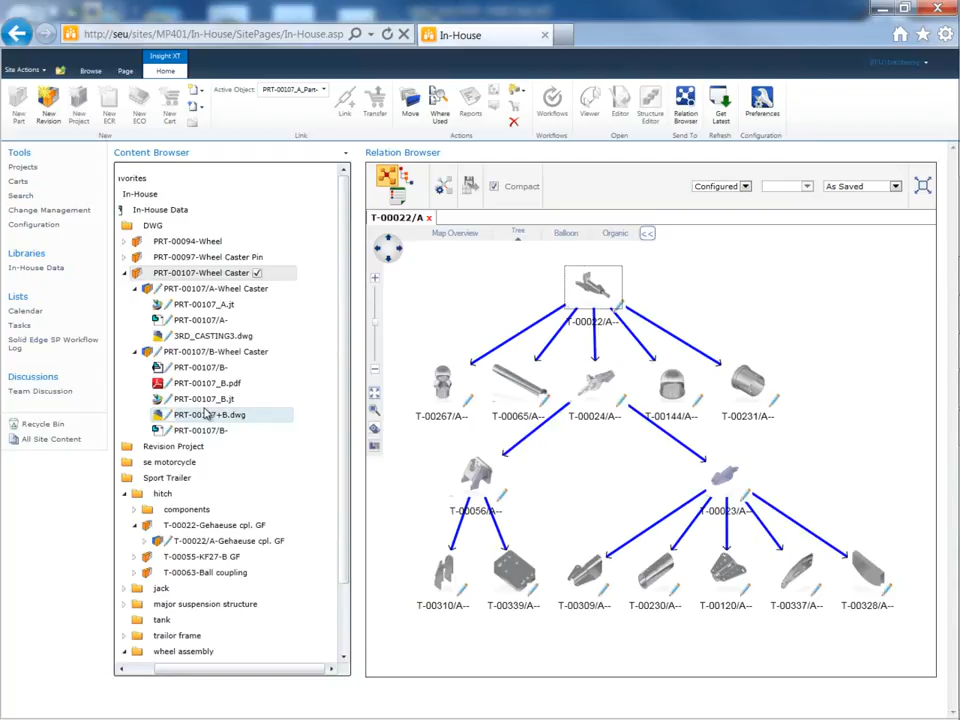 http://seu/sites/MP401/In-House/SitePages/In-House.asp
In-House
Site Actions
Browse
Page
Insight XT
Home
New Part
New Revision
New Project
New ECR
New ECO
New Cart
New
Active Object:
PRT-00107_A_Part-
Link
Transfer
Link
Move
Where Used
Reports
Actions
Workflows
Workflows
Viewer
Editor
Structure Editor
Open
Relation Browser
Send To
Get Latest
Refresh
Preferences
Configuration
Tools
Projects
Carts
Search
Change Management
Configuration
Libraries
In-House Data
Lists
Calendar
Tasks
Solid Edge SP Workflow
Log
Discussions
Team Discussion
Recycle Bin
All Site Content
Content Browser
vorites
In-House
In-House Data
DWG
PRT-00094-Wheel
PRT-00097-Wheel Caster Pin
PRT-00107-Wheel Caster
PRT-00107/A-Wheel Caster
PRT-00107_A.jt
PRT-00107/A-
3RD_CASTING3.dwg
PRT-00107/B-Wheel Caster
PRT-00107/B-
PRT-00107_B.pdf
PRT-00107_B.jt
PRT-00107+B.dwg
PRT-00107/B-
Revision Project
se motorcycle
Sport Trailer
hitch
components
T-00022-Gehaeuse cpl. GF
T-00022/A-Gehaeuse cpl. GF
T-00055-KF27-B GF
T-00063-Ball coupling
jack
major suspension structure
tank
trailor frame
wheel assembly
Relation Browser
Compact
Configured
As Saved
T-00022/A x
Map Overview
Tree
Balloon
Organic
<<
T-00022/A--
T-00267/A--
T-00065/A--
T-00024/A--
T-00144/A--
T-00231/A--
T-00056/A--
T-00023/A--
T-00310/A--
T-00339/A--
T-00309/A--
T-00230/A--
T-00120/A--
T-00337/A--
T-00328/A--